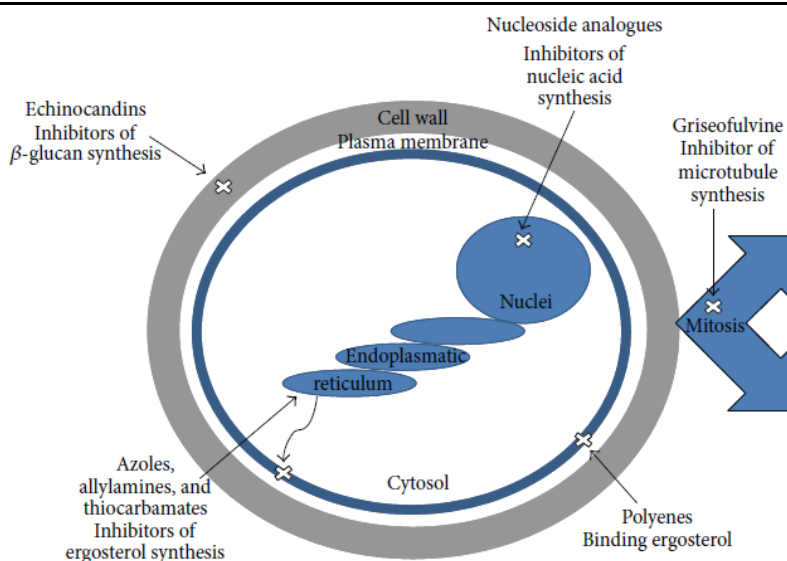 Nucleoside analogues
Inhibitors of
nucleic acid
synthesis
Echinocandins
Inhibitors of
β-glucan synthesis
Cell wall
Plasma membrane
Griseofulvine
Inhibitor of
microtubule
synthesis
Nuclei
Mitosis
Endoplasmatic
reticulum
Azoles,
allylamines, and
thiocarbamates
Inhibitors of
ergosterol synthesis
Cytosol
Polyenes
Binding ergosterol